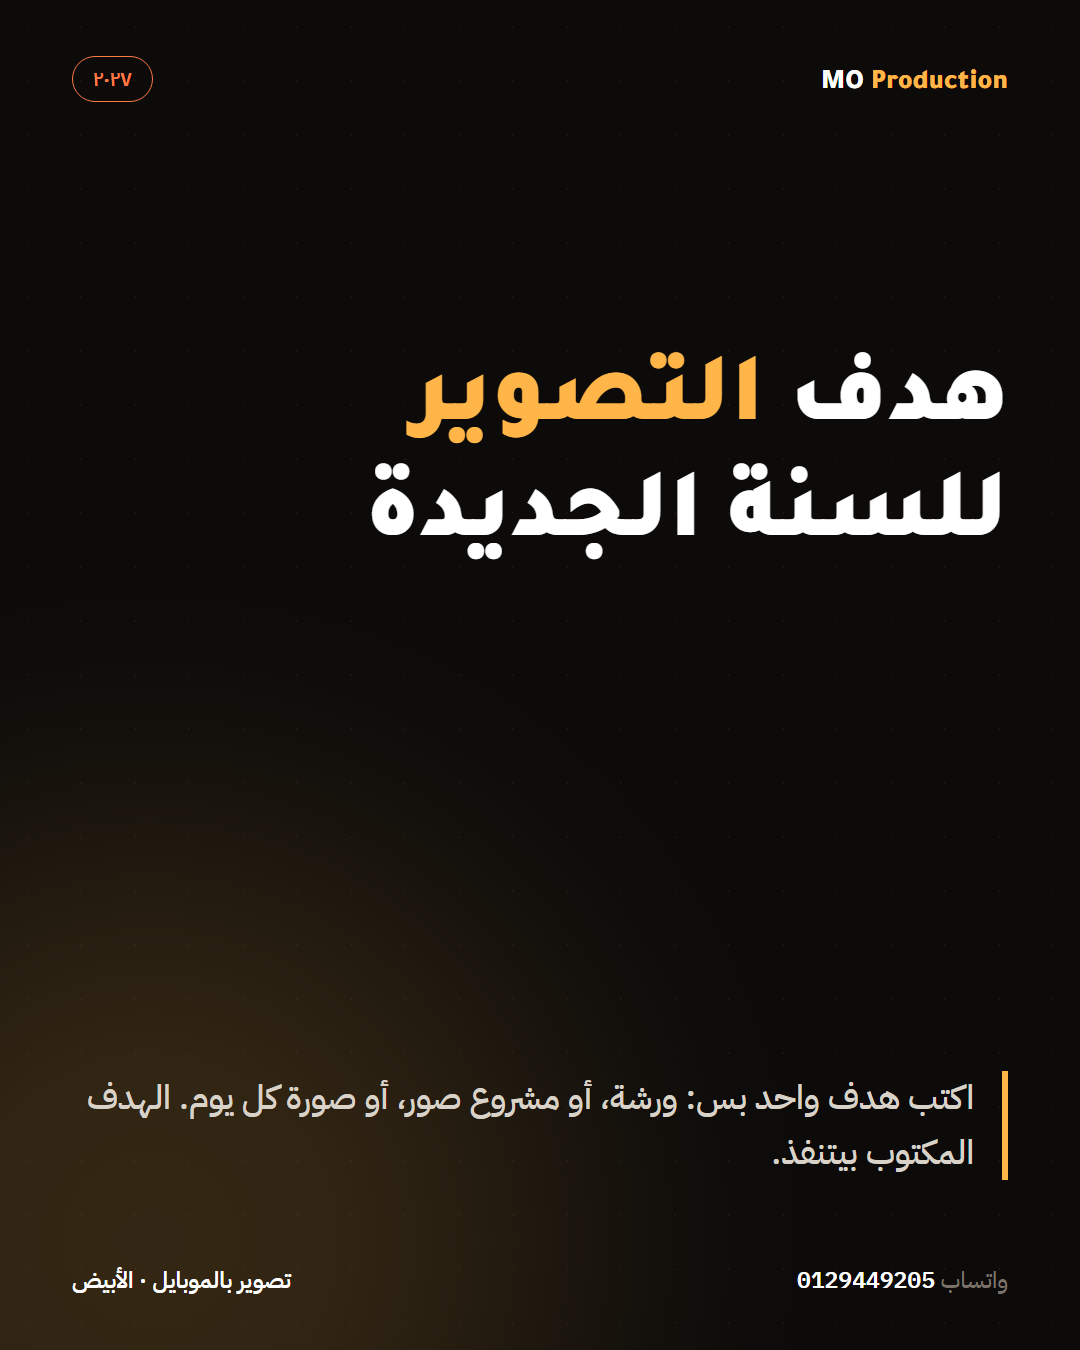 MO Production
٢٠٢٧
هدف التصوير
للسنة الجديدة
اكتب هدف واحد بس: ورشة، أو مشروع صور، أو صورة كل يوم. الهدف
المكتوب بيتنفذ.
واتساب 0129449205
تصوير بالموبايل · الأبيض